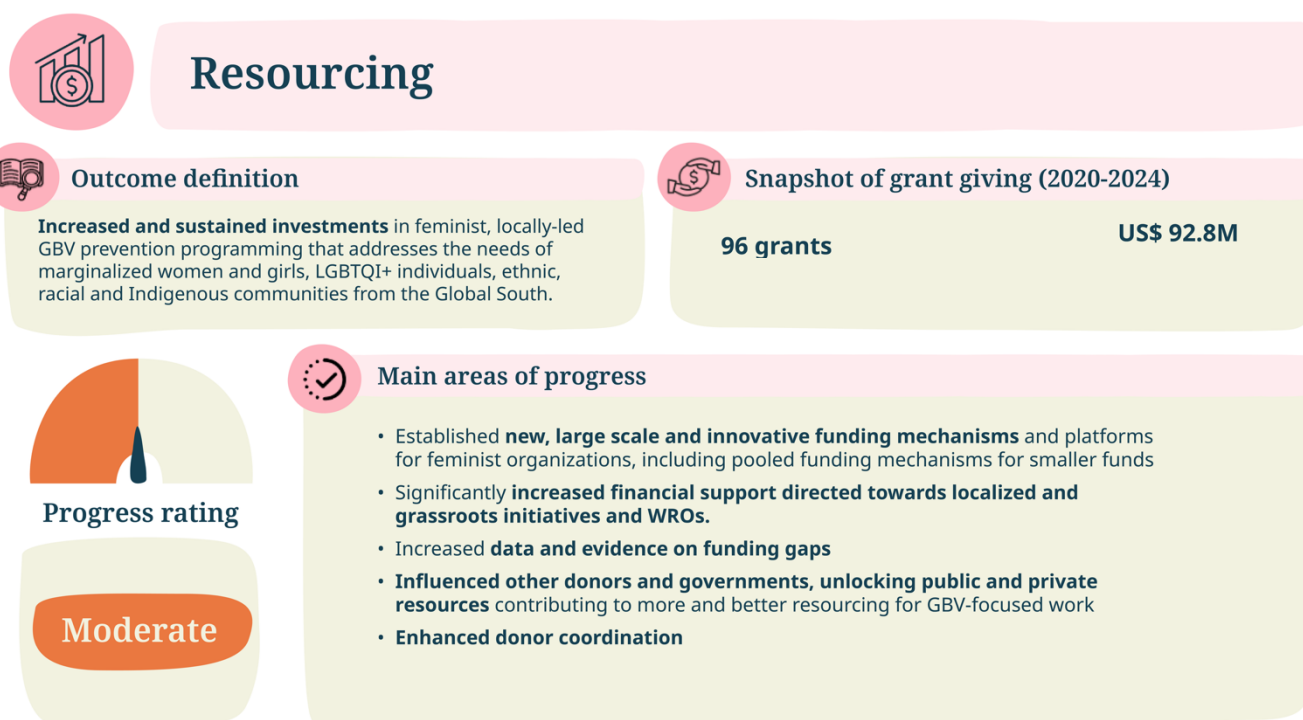 Resourcing
Outcome definition
Increased and sustained investments in feminist, locally-led
GBV prevention programming that addresses the needs of
marginalized women and girls, LGBTQI+ individuals, ethnic,
racial and Indigenous communities from the Global South.
Snapshot of grant giving (2020-2024)
96 grants
US$ 92.8M
Progress rating
Moderate
Main areas of progress
• Established new, large scale and innovative funding mechanisms and platforms
for feminist organizations, including pooled funding mechanisms for smaller funds
• Significantly increased financial support directed towards localized and
grassroots initiatives and WROs.
• Increased data and evidence on funding gaps
• Influenced other donors and governments, unlocking public and private
resources contributing to more and better resourcing for GBV-focused work
• Enhanced donor coordination